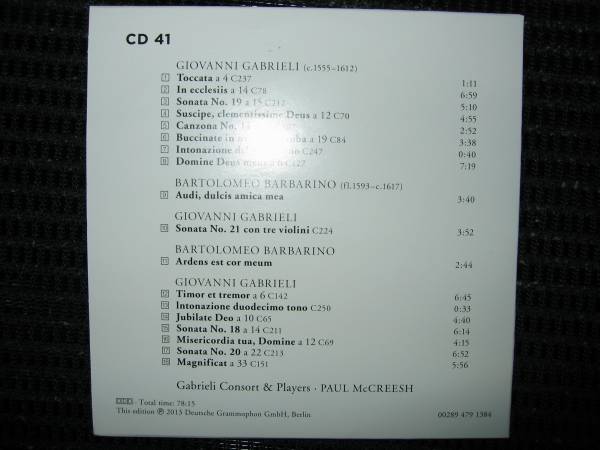 CD 41
GIOVANNI GABRIELI (c.1555–1612)
1 Toccata a 4 C237 1:11
2 In ecclesiis a 14 C78 6:59
3 Sonata No. 19 a 15 5:10
4 Suscipe, clementissime Deus a 12 C70 4:55
5 Canzona No. 2:52
6 Buccinate in a 19 C84 3:38
7 Intonazione C247 0:40
8 Domine Deus meus a 6 7:19
BARTOLOMEO BARBARINO (fl.1593–c.1617)
9 Audi, dulcis amica mea 3:40
GIOVANNI GABRIELI
10 Sonata No. 21 con tre violini C224 3:52
BARTOLOMEO BARBARINO
11 Ardens est cor meum 2:44
GIOVANNI GABRIELI
12 Timor et tremor a 6 C142 6:45
13 Intonazione duodecimo tono C250 0:33
14 Jubilate Deo a 10 C65 4:40
15 Sonata No. 18 a 14 C211 6:14
16 Misericordia tua, Domine a 12 C69 4:15
17 Sonata No. 20 a 22 C213 6:52
18 Magnificat a 33 C151 5:56
Gabrieli Consort & Players · PAUL McCREESH
· Total time: 78:15
This edition ℗ 2013 Deutsche Grammophon GmbH, Berlin 00289 479 1384